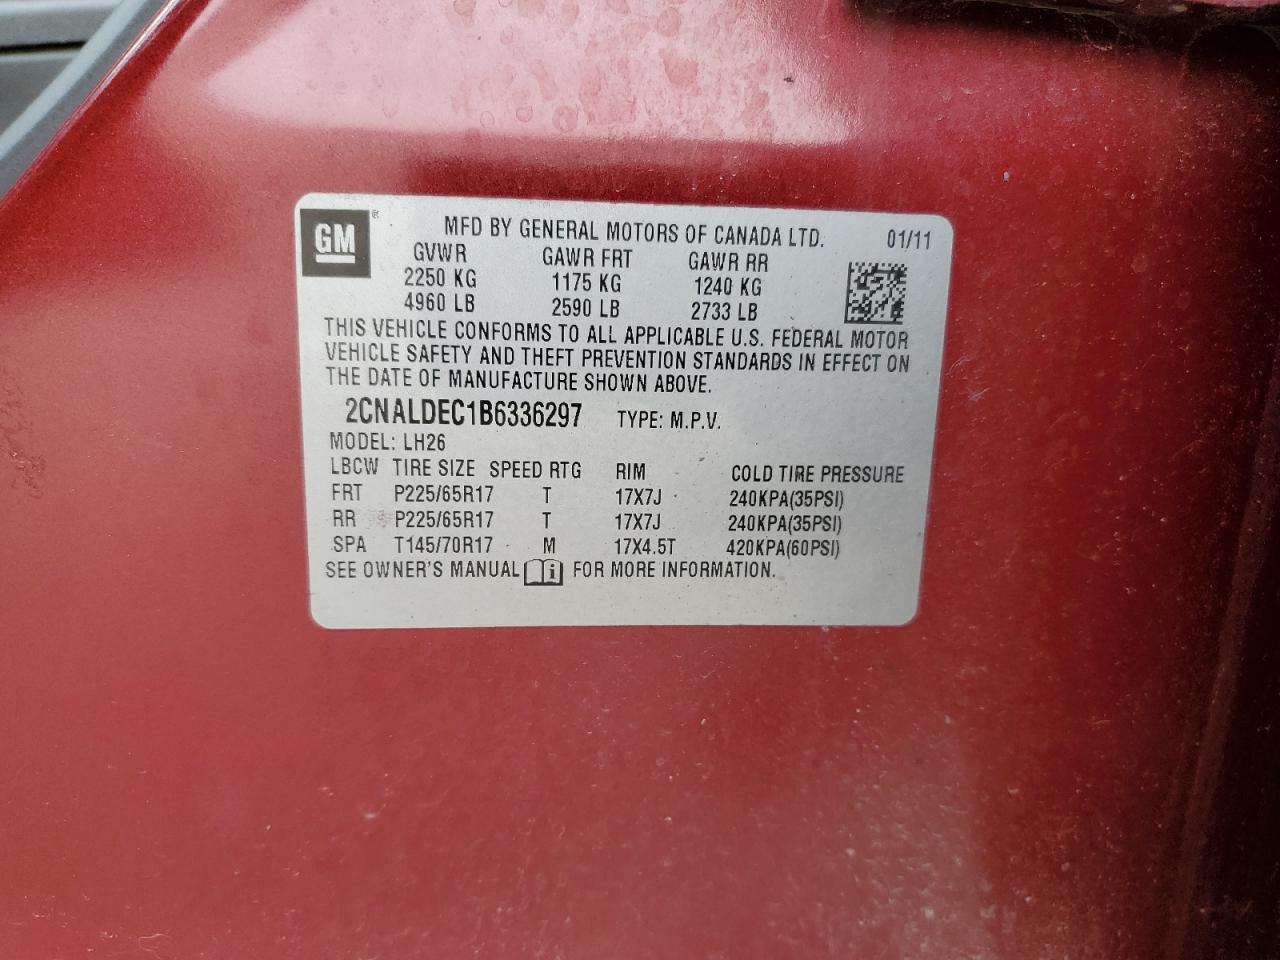 GM ®
MFD BY GENERAL MOTORS OF CANADA LTD. 01/11
GVWR GAWR FRT GAWR RR
2250 KG 1175 KG 1240 KG
4960 LB 2590 LB 2733 LB
THIS VEHICLE CONFORMS TO ALL APPLICABLE U.S. FEDERAL MOTOR
VEHICLE SAFETY AND THEFT PREVENTION STANDARDS IN EFFECT ON
THE DATE OF MANUFACTURE SHOWN ABOVE.
2CNALDEC1B6336297 TYPE: M.P.V.
MODEL: LH26
LBCW TIRE SIZE SPEED RTG RIM COLD TIRE PRESSURE
FRT P225/65R17 T 17X7J 240KPA(35PSI)
RR P225/65R17 T 17X7J 240KPA(35PSI)
SPA T145/70R17 M 17X4.5T 420KPA(60PSI)
SEE OWNER'S MANUAL i FOR MORE INFORMATION.